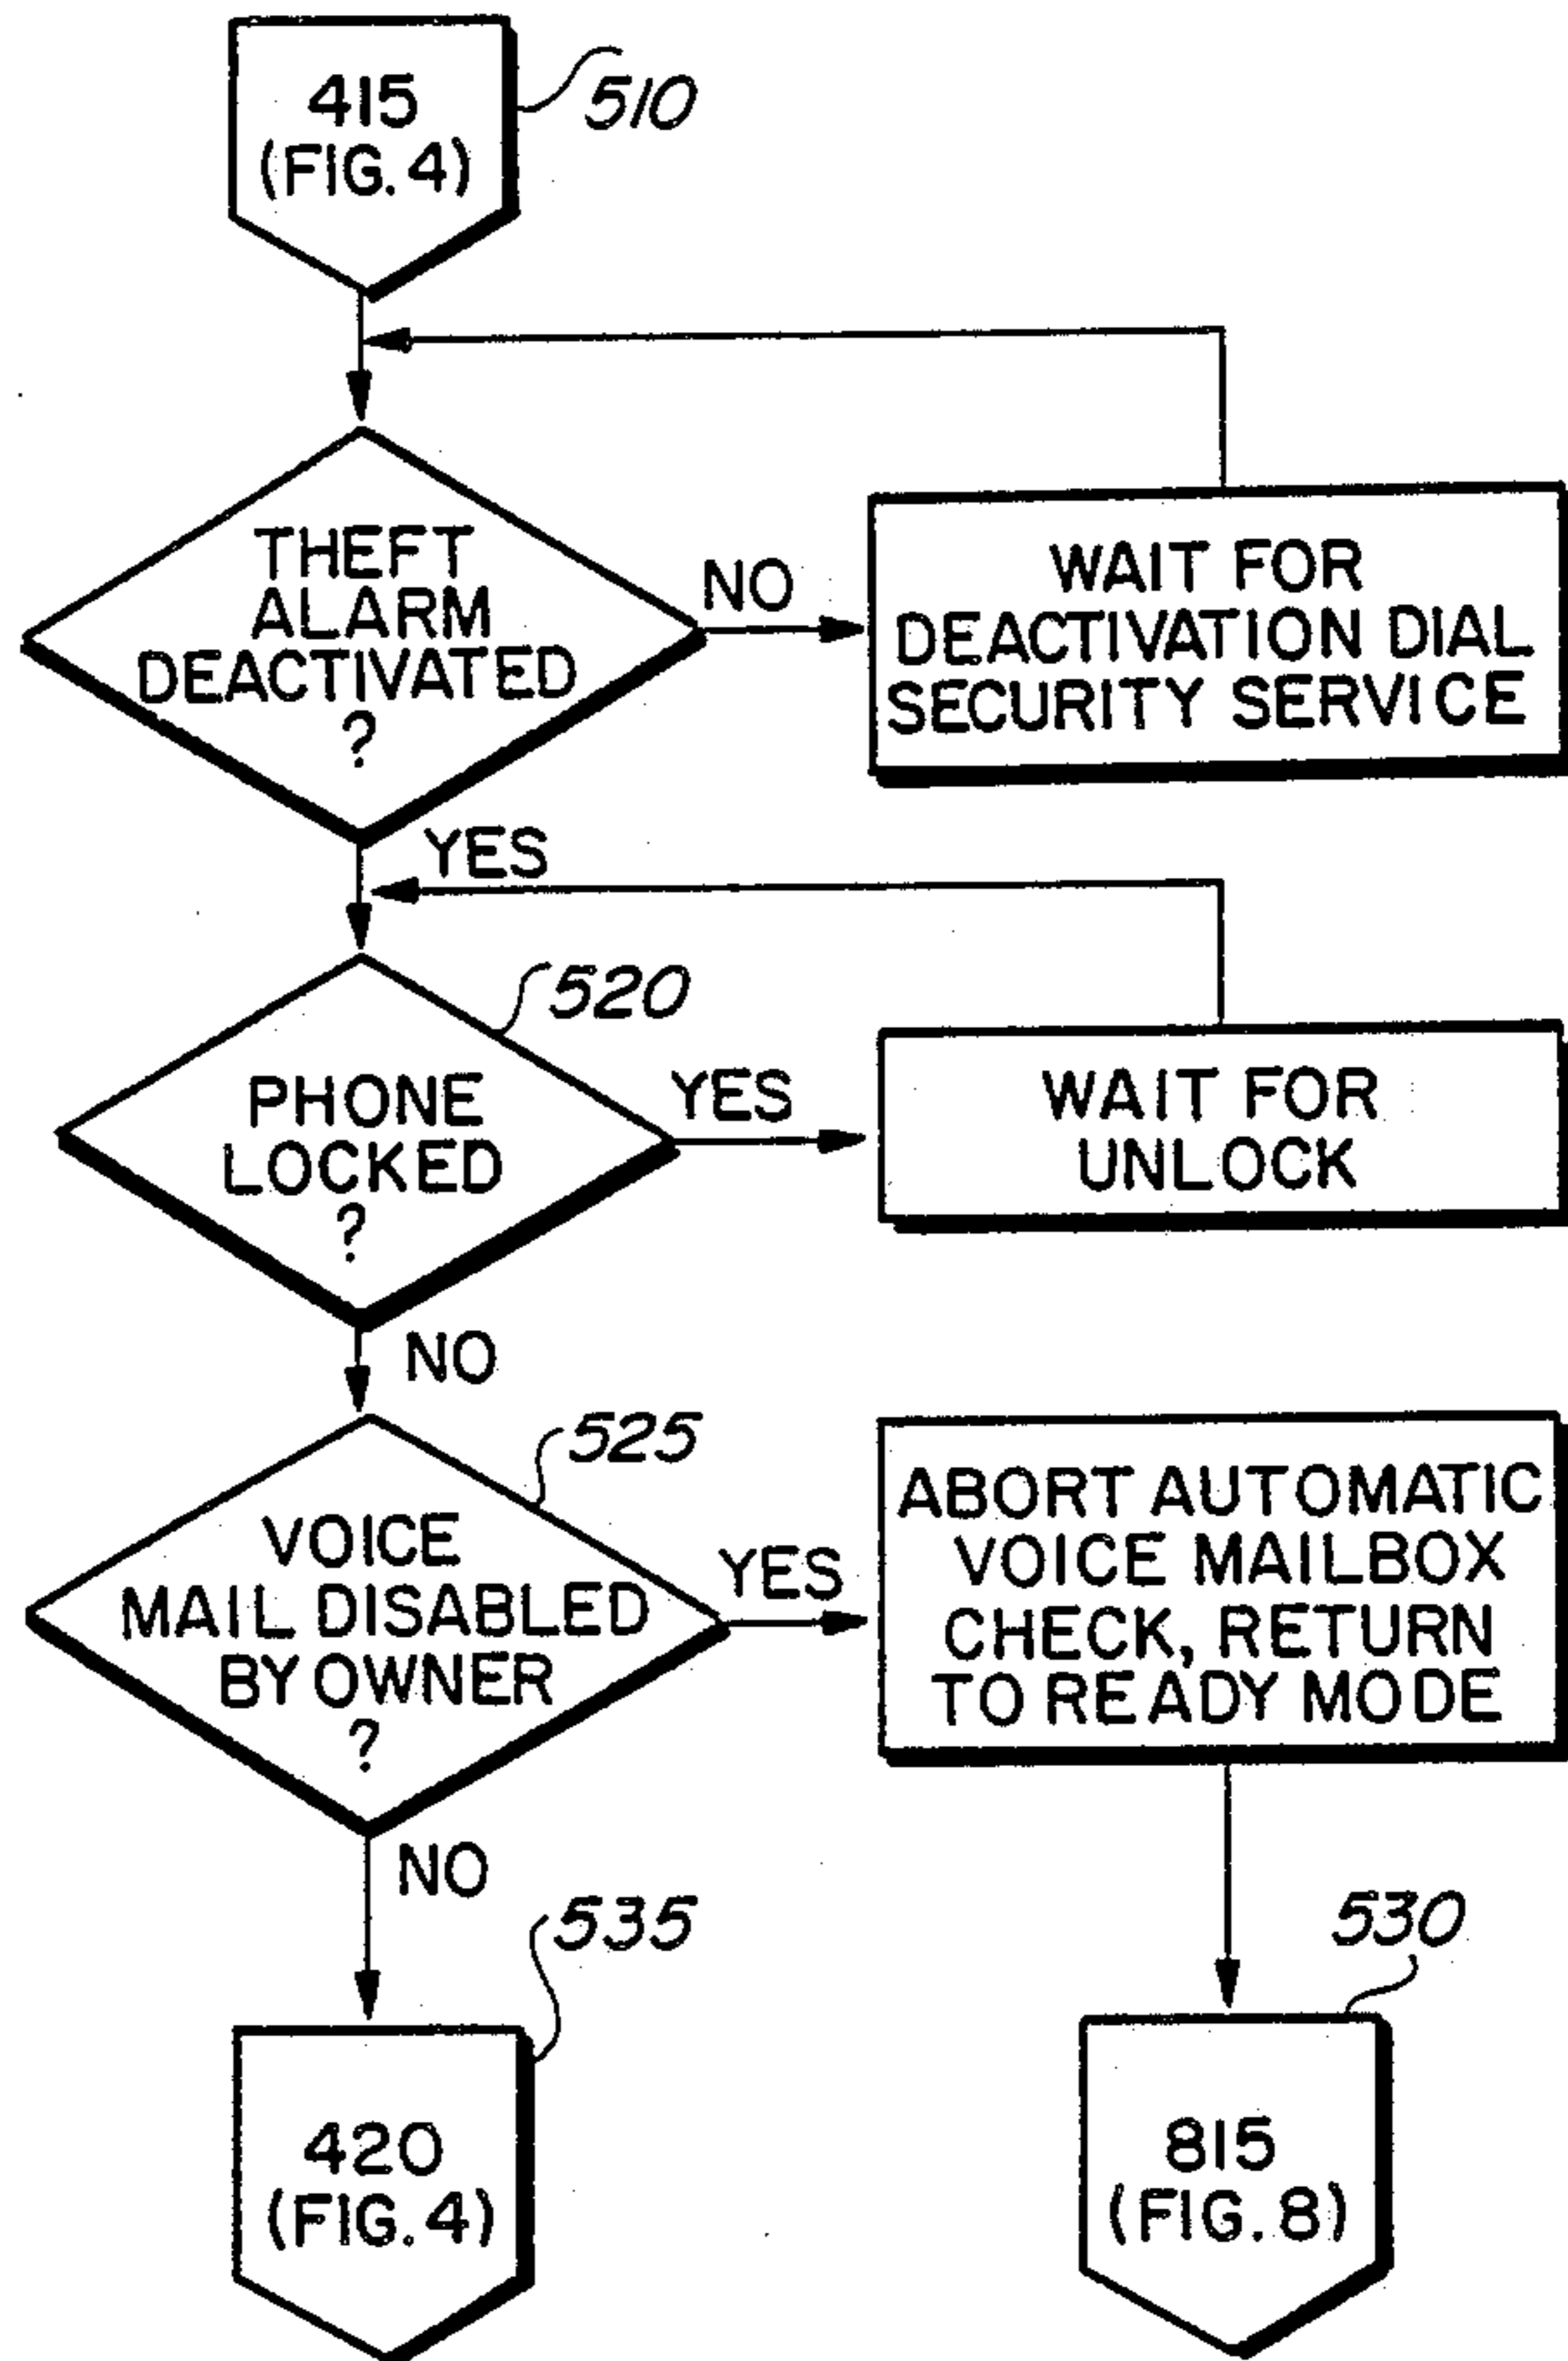 415
(FIG. 4)
510
THEFT
ALARM
DEACTIVATED
?
NO
WAIT FOR
DEACTIVATION DIAL
SECURITY SERVICE
YES
520
PHONE
LOCKED
?
YES
WAIT FOR
UNLOCK
NO
525
VOICE
MAIL DISABLED
BY OWNER
?
YES
ABORT AUTOMATIC
VOICE MAILBOX
CHECK, RETURN
TO READY MODE
NO
535
530
420
(FIG. 4)
815
(FIG. 8)